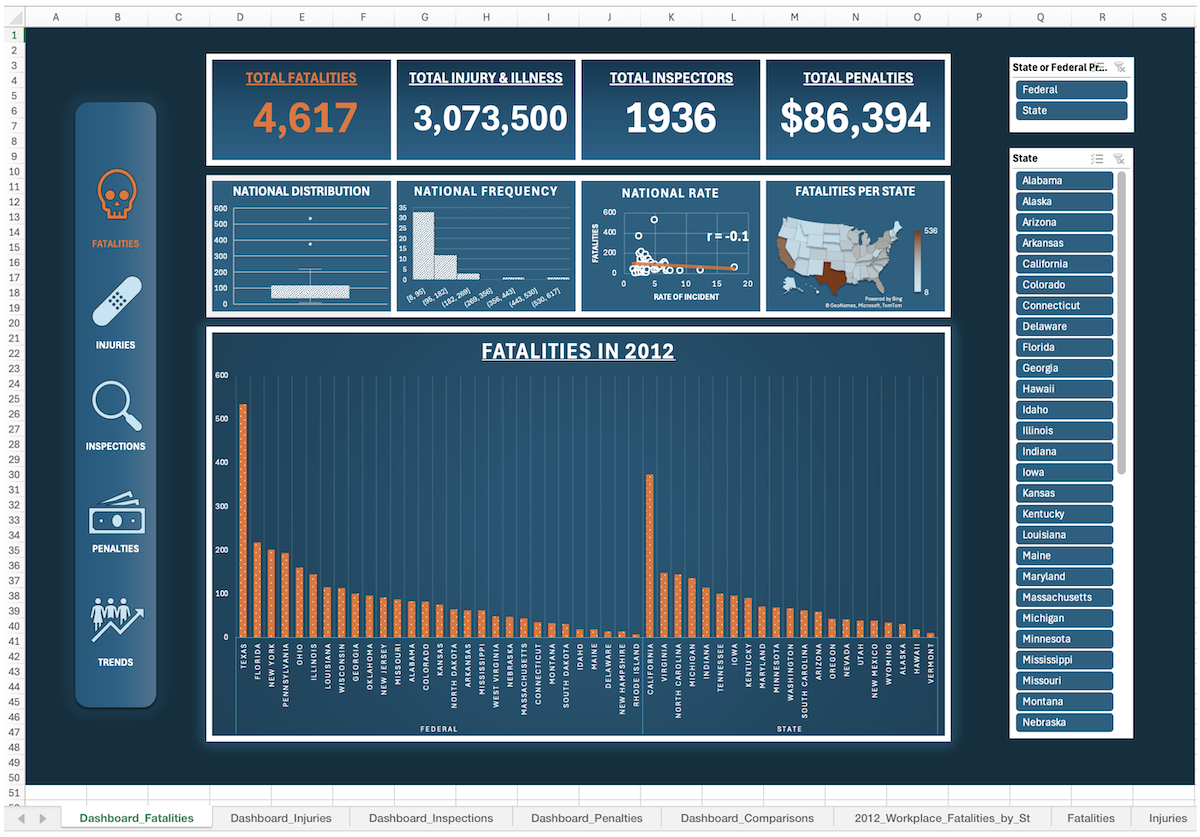 A B C D E F G H I J K L M N O P Q R S
1
2
3
4
5
6
7
8
9
10
11
12
13
14
15
16
17
18
19
20
21
22
23
24
25
26
27
28
29
30
31
32
33
34
35
36
37
38
39
40
41
42
43
44
45
46
47
48
49
50
51
FATALITIES
INJURIES
INSPECTIONS
PENALTIES
TRENDS
TOTAL FATALITIES
4,617
TOTAL INJURY & ILLNESS
3,073,500
TOTAL INSPECTORS
1936
TOTAL PENALTIES
$86,394
NATIONAL DISTRIBUTION
600
500
400
300
200
100
0
NATIONAL FREQUENCY
35
30
25
20
15
10
5
0
[8, 95]
(95, 182]
(182, 269]
(269, 356]
(356, 443]
(443, 530]
(530, 617]
NATIONAL RATE
FATALITIES
600
400
200
0
r = -0.1
0 5 10 15 20
RATE OF INCIDENT
FATALITIES PER STATE
536
8
Powered by Bing
© GeoNames, Microsoft, TomTom
FATALITIES IN 2012
600
500
400
300
200
100
0
TEXAS
FLORIDA
NEW YORK
PENNSYLVANIA
OHIO
ILLINOIS
LOUISIANA
WISCONSIN
GEORGIA
OKLAHOMA
NEW JERSEY
MISSOURI
ALABAMA
COLORADO
KANSAS
NORTH DAKOTA
ARKANSAS
MISSISSIPPI
WEST VIRGINIA
NEBRASKA
MASSACHUSETTS
CONNECTICUT
MONTANA
SOUTH DAKOTA
IDAHO
MAINE
DELAWARE
NEW HAMPSHIRE
RHODE ISLAND
CALIFORNIA
VIRGINIA
NORTH CAROLINA
MICHIGAN
INDIANA
TENNESSEE
IOWA
KENTUCKY
MARYLAND
MINNESOTA
WASHINGTON
SOUTH CAROLINA
ARIZONA
OREGON
NEVADA
UTAH
NEW MEXICO
WYOMING
ALASKA
HAWAII
VERMONT
FEDERAL
STATE
State or Federal Pr...
Federal
State
State
Alabama
Alaska
Arizona
Arkansas
California
Colorado
Connecticut
Delaware
Florida
Georgia
Hawaii
Idaho
Illinois
Indiana
Iowa
Kansas
Kentucky
Louisiana
Maine
Maryland
Massachusetts
Michigan
Minnesota
Mississippi
Missouri
Montana
Nebraska
Dashboard_Fatalities Dashboard_Injuries Dashboard_Inspections Dashboard_Penalties Dashboard_Comparisons 2012_Workplace_Fatalities_by_St Fatalities Injuries